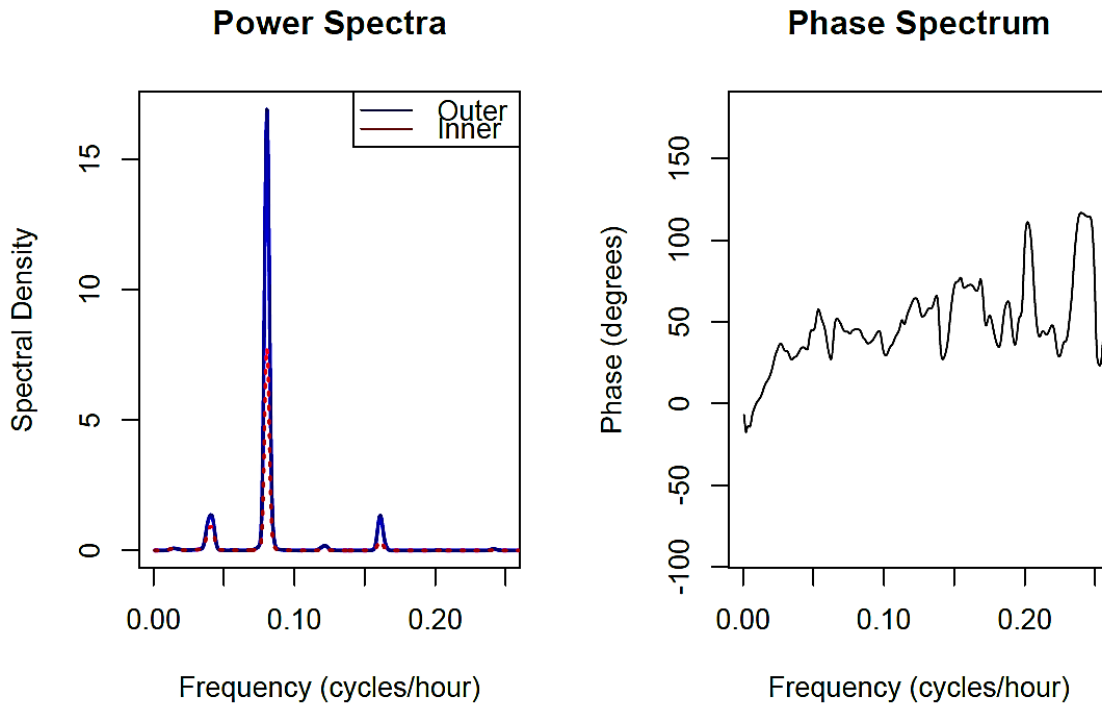 Power Spectra
Outer
Inner
15
10
5
0
Spectral Density
0.00 0.10 0.20
Frequency (cycles/hour)
Phase Spectrum
150
100
50
0
-50
-100
Phase (degrees)
0.00 0.10 0.20
Frequency (cycles/hour)